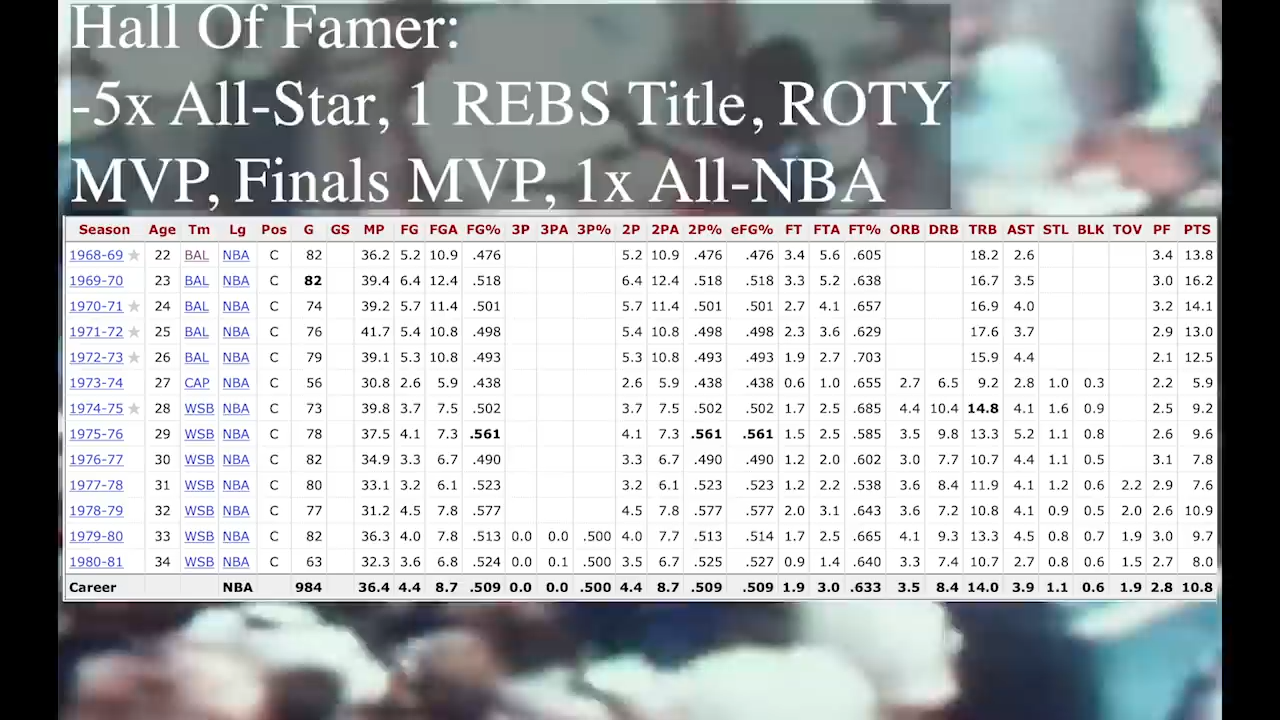 Hall Of Famer:
-5x All-Star, 1 REBS Title, ROTY
MVP, Finals MVP, 1x All-NBA
Season Age Tm Lg Pos G GS MP FG FGA FG% 3P 3PA 3P% 2P 2PA 2P% eFG% FT FTA FT% ORB DRB TRB AST STL BLK TOV PF PTS
1968-69 ★ 22 BAL NBA C 82 36.2 5.2 10.9 .476 5.2 10.9 .476 .476 3.4 5.6 .605 18.2 2.6 3.4 13.8
1969-70 23 BAL NBA C 82 39.4 6.4 12.4 .518 6.4 12.4 .518 .518 3.3 5.2 .638 16.7 3.5 3.0 16.2
1970-71 ★ 24 BAL NBA C 74 39.2 5.7 11.4 .501 5.7 11.4 .501 .501 2.7 4.1 .657 16.9 4.0 3.2 14.1
1971-72 ★ 25 BAL NBA C 76 41.7 5.4 10.8 .498 5.4 10.8 .498 .498 2.3 3.6 .629 17.6 3.7 2.9 13.0
1972-73 ★ 26 BAL NBA C 79 39.1 5.3 10.8 .493 5.3 10.8 .493 .493 1.9 2.7 .703 15.9 4.4 2.1 12.5
1973-74 27 CAP NBA C 56 30.8 2.6 5.9 .438 2.6 5.9 .438 .438 0.6 1.0 .655 2.7 6.5 9.2 2.8 1.0 0.3 2.2 5.9
1974-75 ★ 28 WSB NBA C 73 39.8 3.7 7.5 .502 3.7 7.5 .502 .502 1.7 2.5 .685 4.4 10.4 14.8 4.1 1.6 0.9 2.5 9.2
1975-76 29 WSB NBA C 78 37.5 4.1 7.3 .561 4.1 7.3 .561 .561 1.5 2.5 .585 3.5 9.8 13.3 5.2 1.1 0.8 2.6 9.6
1976-77 30 WSB NBA C 82 34.9 3.3 6.7 .490 3.3 6.7 .490 .490 1.2 2.0 .602 3.0 7.7 10.7 4.4 1.1 0.5 3.1 7.8
1977-78 31 WSB NBA C 80 33.1 3.2 6.1 .523 3.2 6.1 .523 .523 1.2 2.2 .538 3.6 8.4 11.9 4.1 1.2 0.6 2.2 2.9 7.6
1978-79 32 WSB NBA C 77 31.2 4.5 7.8 .577 4.5 7.8 .577 .577 2.0 3.1 .643 3.6 7.2 10.8 4.1 0.9 0.5 2.0 2.6 10.9
1979-80 33 WSB NBA C 82 36.3 4.0 7.8 .513 0.0 0.0 .500 4.0 7.7 .513 .514 1.7 2.5 .665 4.1 9.3 13.3 4.5 0.8 0.7 1.9 3.0 9.7
1980-81 34 WSB NBA C 63 32.3 3.6 6.8 .524 0.0 0.1 .500 3.5 6.7 .525 .527 0.9 1.4 .640 3.3 7.4 10.7 2.7 0.8 0.6 1.5 2.7 8.0
Career NBA 984 36.4 4.4 8.7 .509 0.0 0.0 .500 4.4 8.7 .509 .509 1.9 3.0 .633 3.5 8.4 14.0 3.9 1.1 0.6 1.9 2.8 10.8